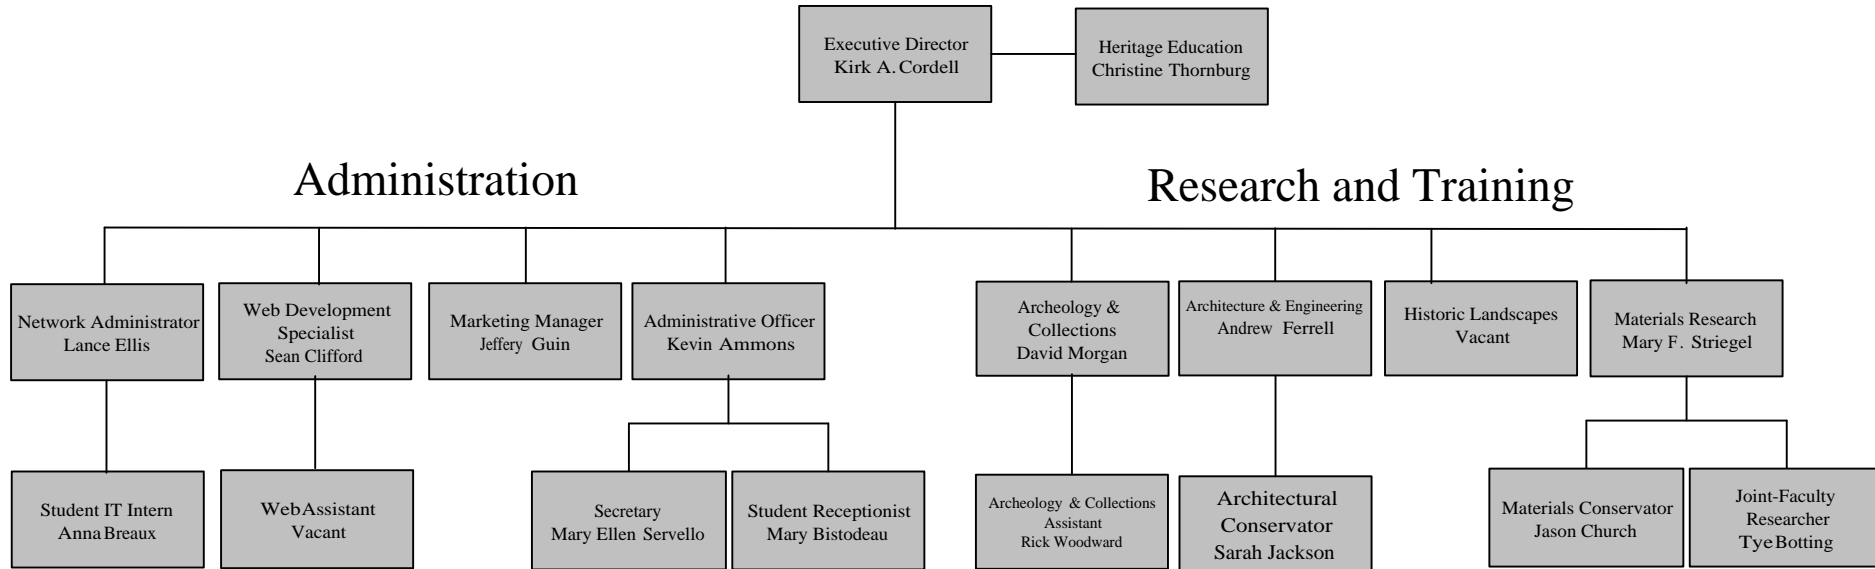 Executive Director
Kirk A. Cordell
Heritage Education
Christine Thornburg
Administration
Research and Training
Network Administrator
Lance Ellis
Web Development
Specialist
Sean Clifford
Marketing Manager
Jeffery Guin
Administrative Officer
Kevin Ammons
Archeology &
Collections
David Morgan
Architecture & Engineering
Andrew Ferrell
Historic Landscapes
Vacant
Materials Research
Mary F. Striegel
Student IT Intern
Anna Breaux
Web Assistant
Vacant
Secretary
Mary Ellen Servello
Student Receptionist
Mary Bistodeau
Archeology & Collections
Assistant
Rick Woodward
Architectural
Conservator
Sarah Jackson
Materials Conservator
Jason Church
Joint-Faculty
Researcher
Tye Botting